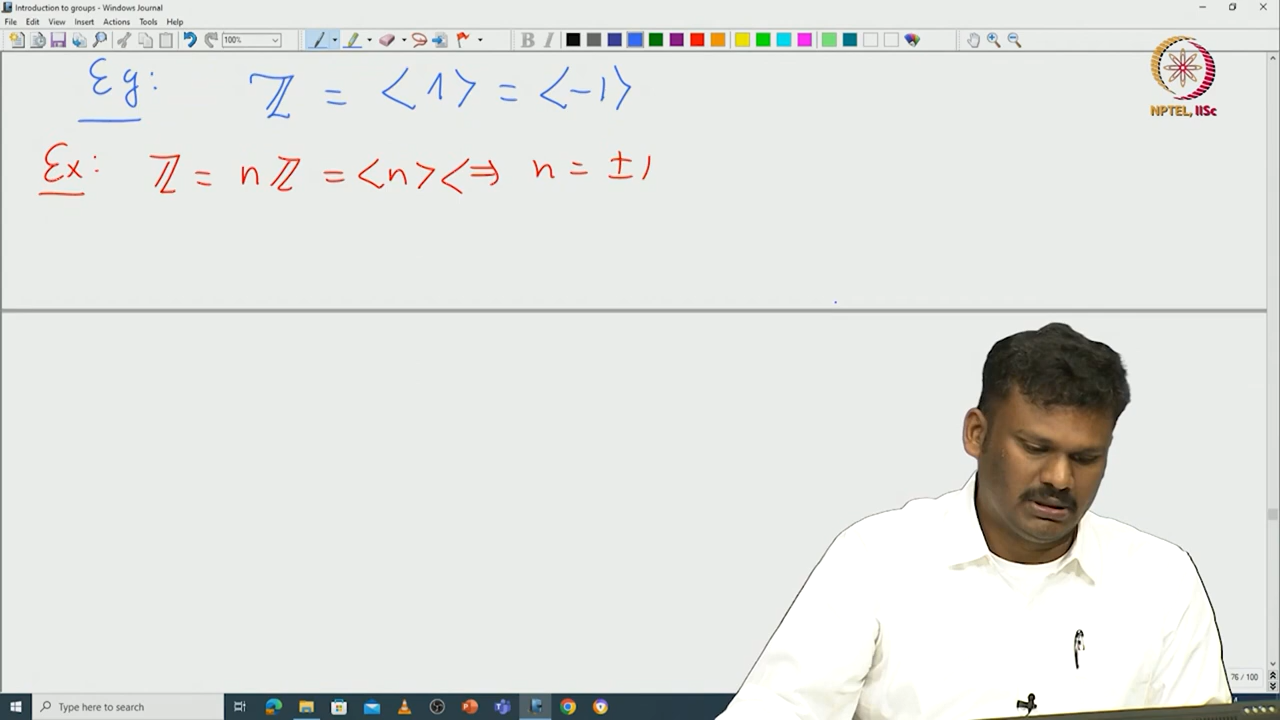 Introduction to groups - Windows Journal
File Edit View Insert Actions Tools Help
100%
B I
Eg: ℤ = <1> = <-1>
Ex: ℤ = nℤ = <n> <⇒ n = ±1
NPTEL, IISc
76 / 100
Type here to search